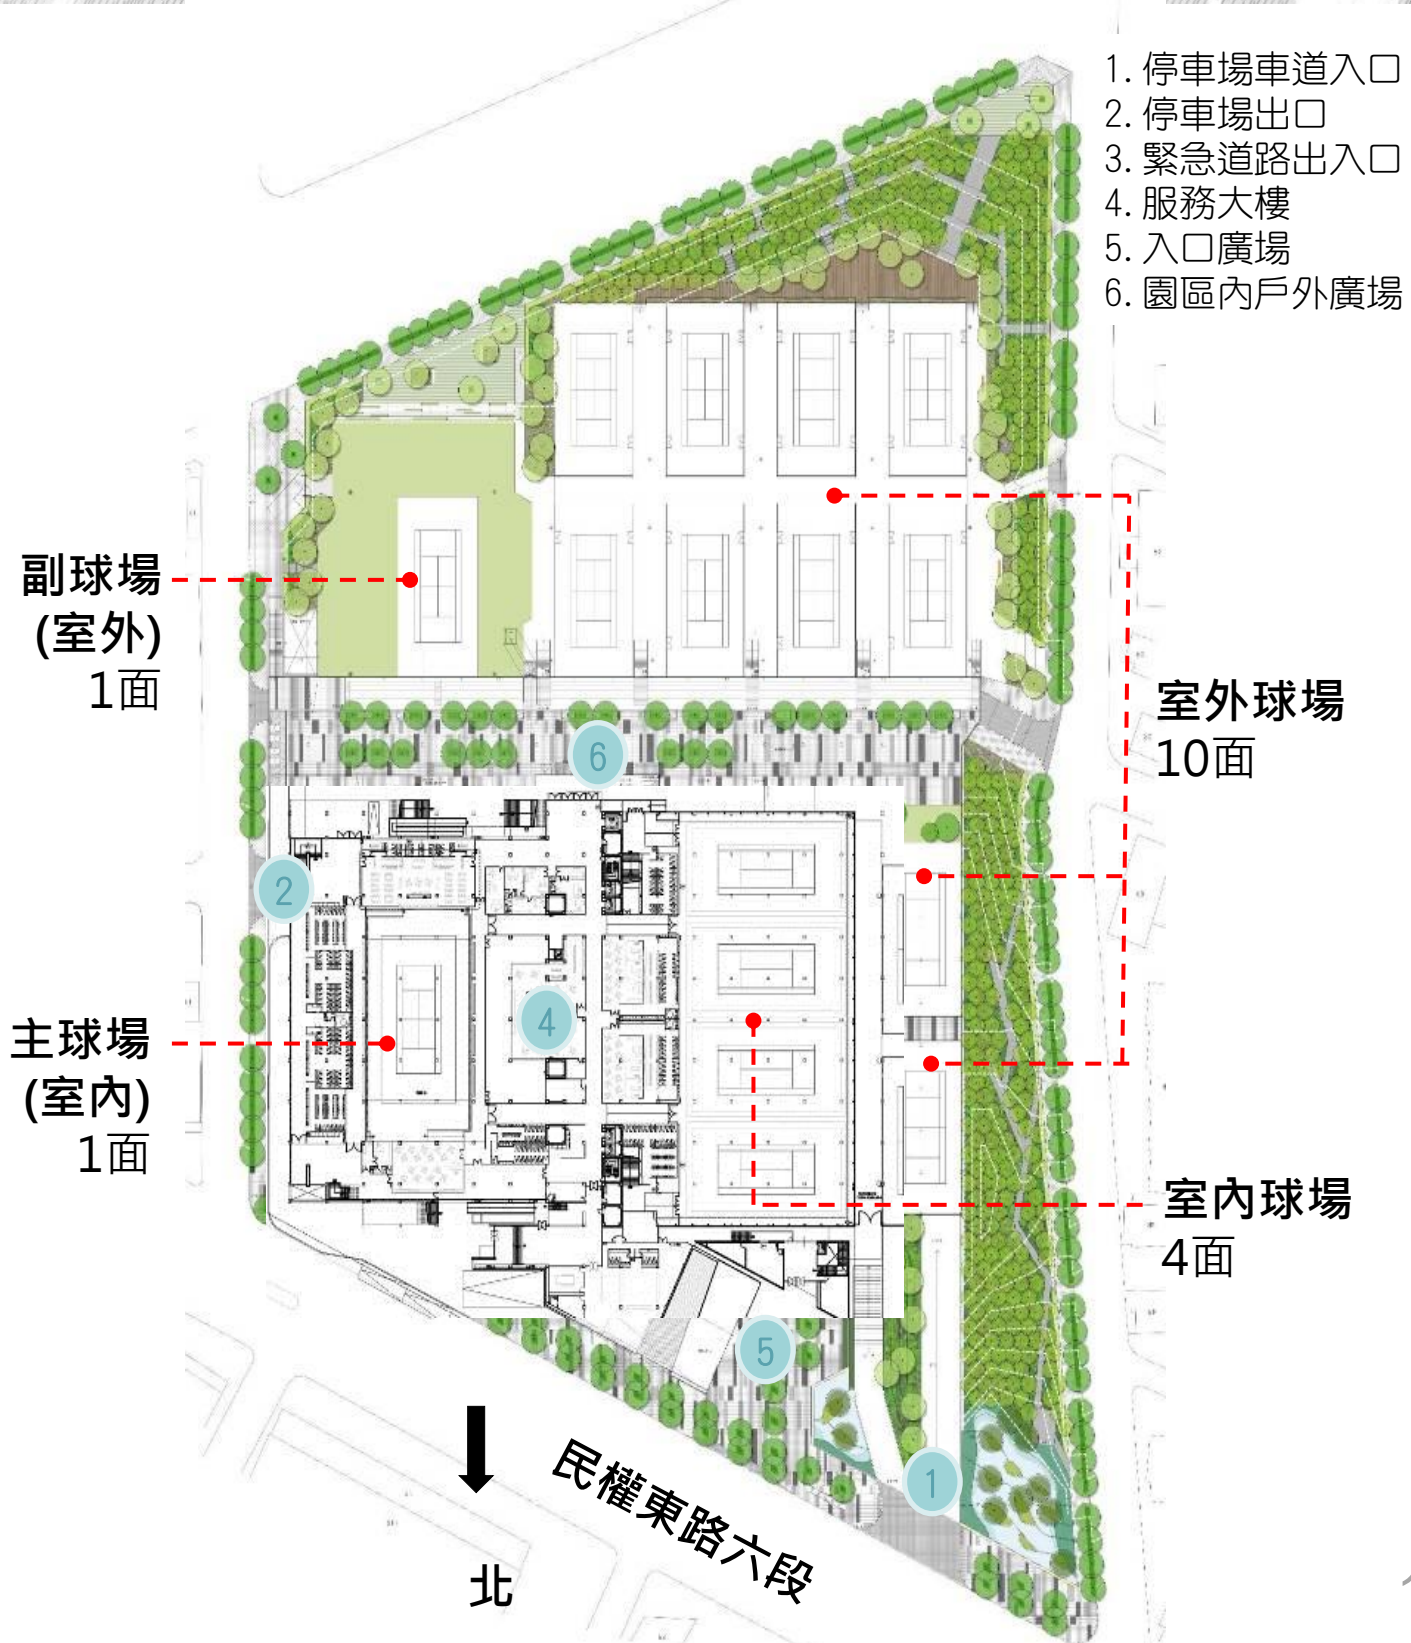 1. 停車場車道入口
2. 停車場出口
3. 緊急道路出入口
4. 服務大樓
5. 入口廣場
6. 園區內戶外廣場
副球場
(室外)
1面
室外球場
10面
6
2
4
主球場
(室內)
1面
室內球場
4面
5
1
民權東路六段
北